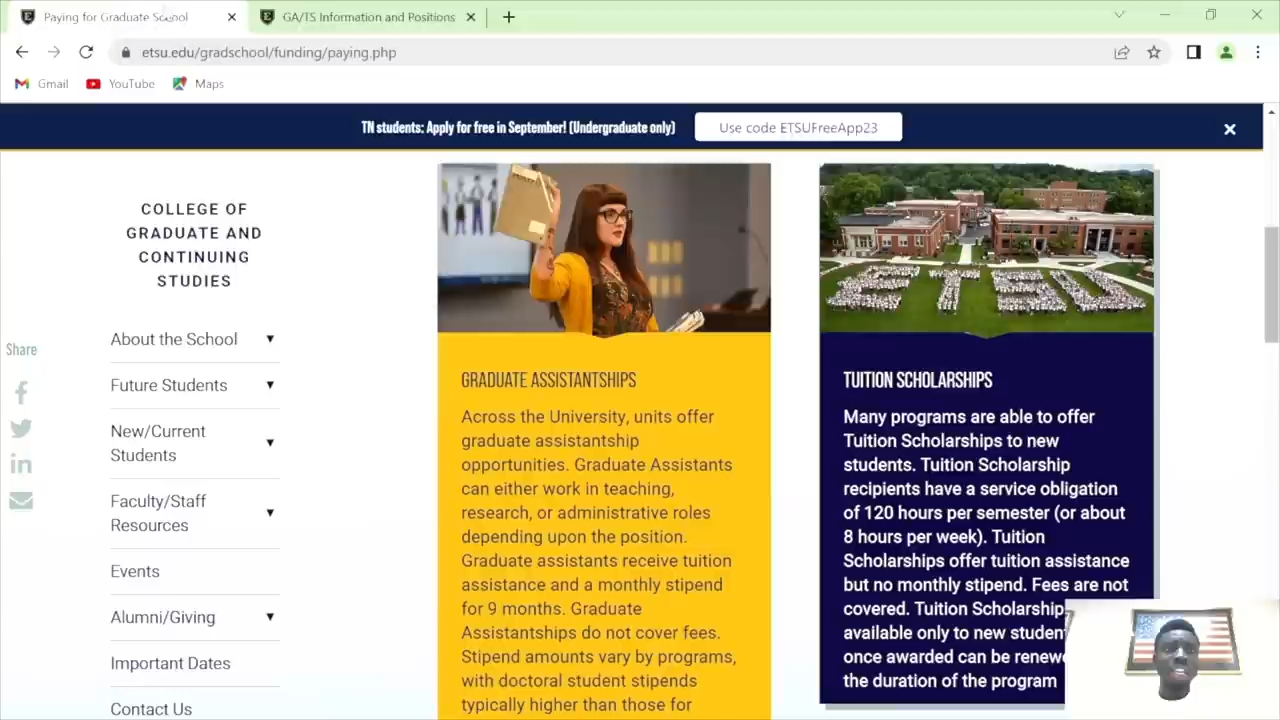 Paying for Graduate School
GA/TS Information and Positions
etsu.edu/gradschool/funding/paying.php
Gmail
YouTube
Maps
TN students: Apply for free in September! (Undergraduate only)
Use code ETSUFreeApp23
COLLEGE OF
GRADUATE AND
CONTINUING
STUDIES
About the School
Future Students
New/Current
Students
Faculty/Staff
Resources
Events
Alumni/Giving
Important Dates
Contact Us
Share
GRADUATE ASSISTANTSHIPS
Across the University, units offer
graduate assistantship
opportunities. Graduate Assistants
can either work in teaching,
research, or administrative roles
depending upon the position.
Graduate assistants receive tuition
assistance and a monthly stipend
for 9 months. Graduate
Assistantships do not cover fees.
Stipend amounts vary by programs,
with doctoral student stipends
typically higher than those for
ETSU
TUITION SCHOLARSHIPS
Many programs are able to offer
Tuition Scholarships to new
students. Tuition Scholarship
recipients have a service obligation
of 120 hours per semester (or about
8 hours per week). Tuition
Scholarships offer tuition assistance
but no monthly stipend. Fees are not
covered. Tuition Scholarship
available only to new studen
once awarded can be renewe
the duration of the program